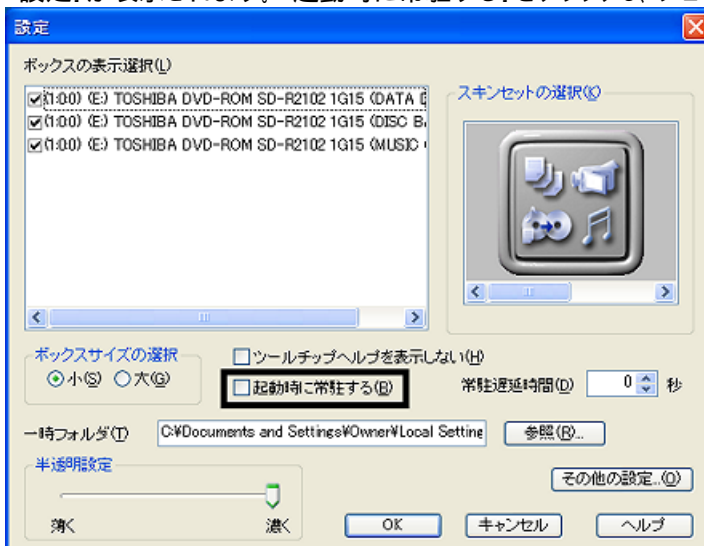 設定
ボックスの表示選択(L)
(1:0:0) (E:) TOSHIBA DVD-ROM SD-R2102 1G15 (DATA
(1:0:0) (E:) TOSHIBA DVD-ROM SD-R2102 1G15 (DISC
(1:0:0) (E:) TOSHIBA DVD-ROM SD-R2102 1G15 (MUSIC
スキンセットの選択(K)
ボックスサイズの選択
小(S) 大(G)
ツールチップヘルプを表示しない(H)
起動時に常駐する(B)
常駐遅延時間(D) 0 秒
一時フォルダ(T) C:¥Documents and Settings¥Owner¥Local Setting
参照(R)...
半透明設定
薄く 濃く
その他の設定..(O)
OK キャンセル ヘルプ